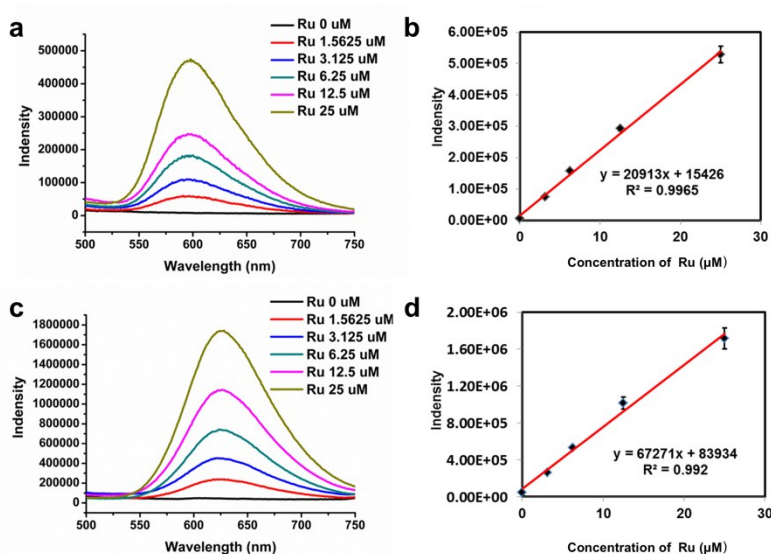 a
Ru 0 uM
Ru 1.5625 uM
Ru 3.125 uM
Ru 6.25 uM
Ru 12.5 uM
Ru 25 uM
500000
400000
300000
200000
100000
0
Indensity
500 550 600 650 700 750
Wavelength (nm)
b
6.00E+05
5.00E+05
4.00E+05
3.00E+05
2.00E+05
1.00E+05
0.00E+00
Indensity
y = 20913x + 15426
R² = 0.9965
0 10 20 30
Concentration of Ru (μM)
c
Ru 0 uM
Ru 1.5625 uM
Ru 3.125 uM
Ru 6.25 uM
Ru 12.5 uM
Ru 25 uM
1800000
1600000
1400000
1200000
1000000
800000
600000
400000
200000
0
Indensity
500 550 600 650 700 750
Wavelength (nm)
d
2.00E+06
1.60E+06
1.20E+06
8.00E+05
4.00E+05
0.00E+00
Indensity
y = 67271x + 83934
R² = 0.992
0 10 20 30
Concentration of Ru (μM)